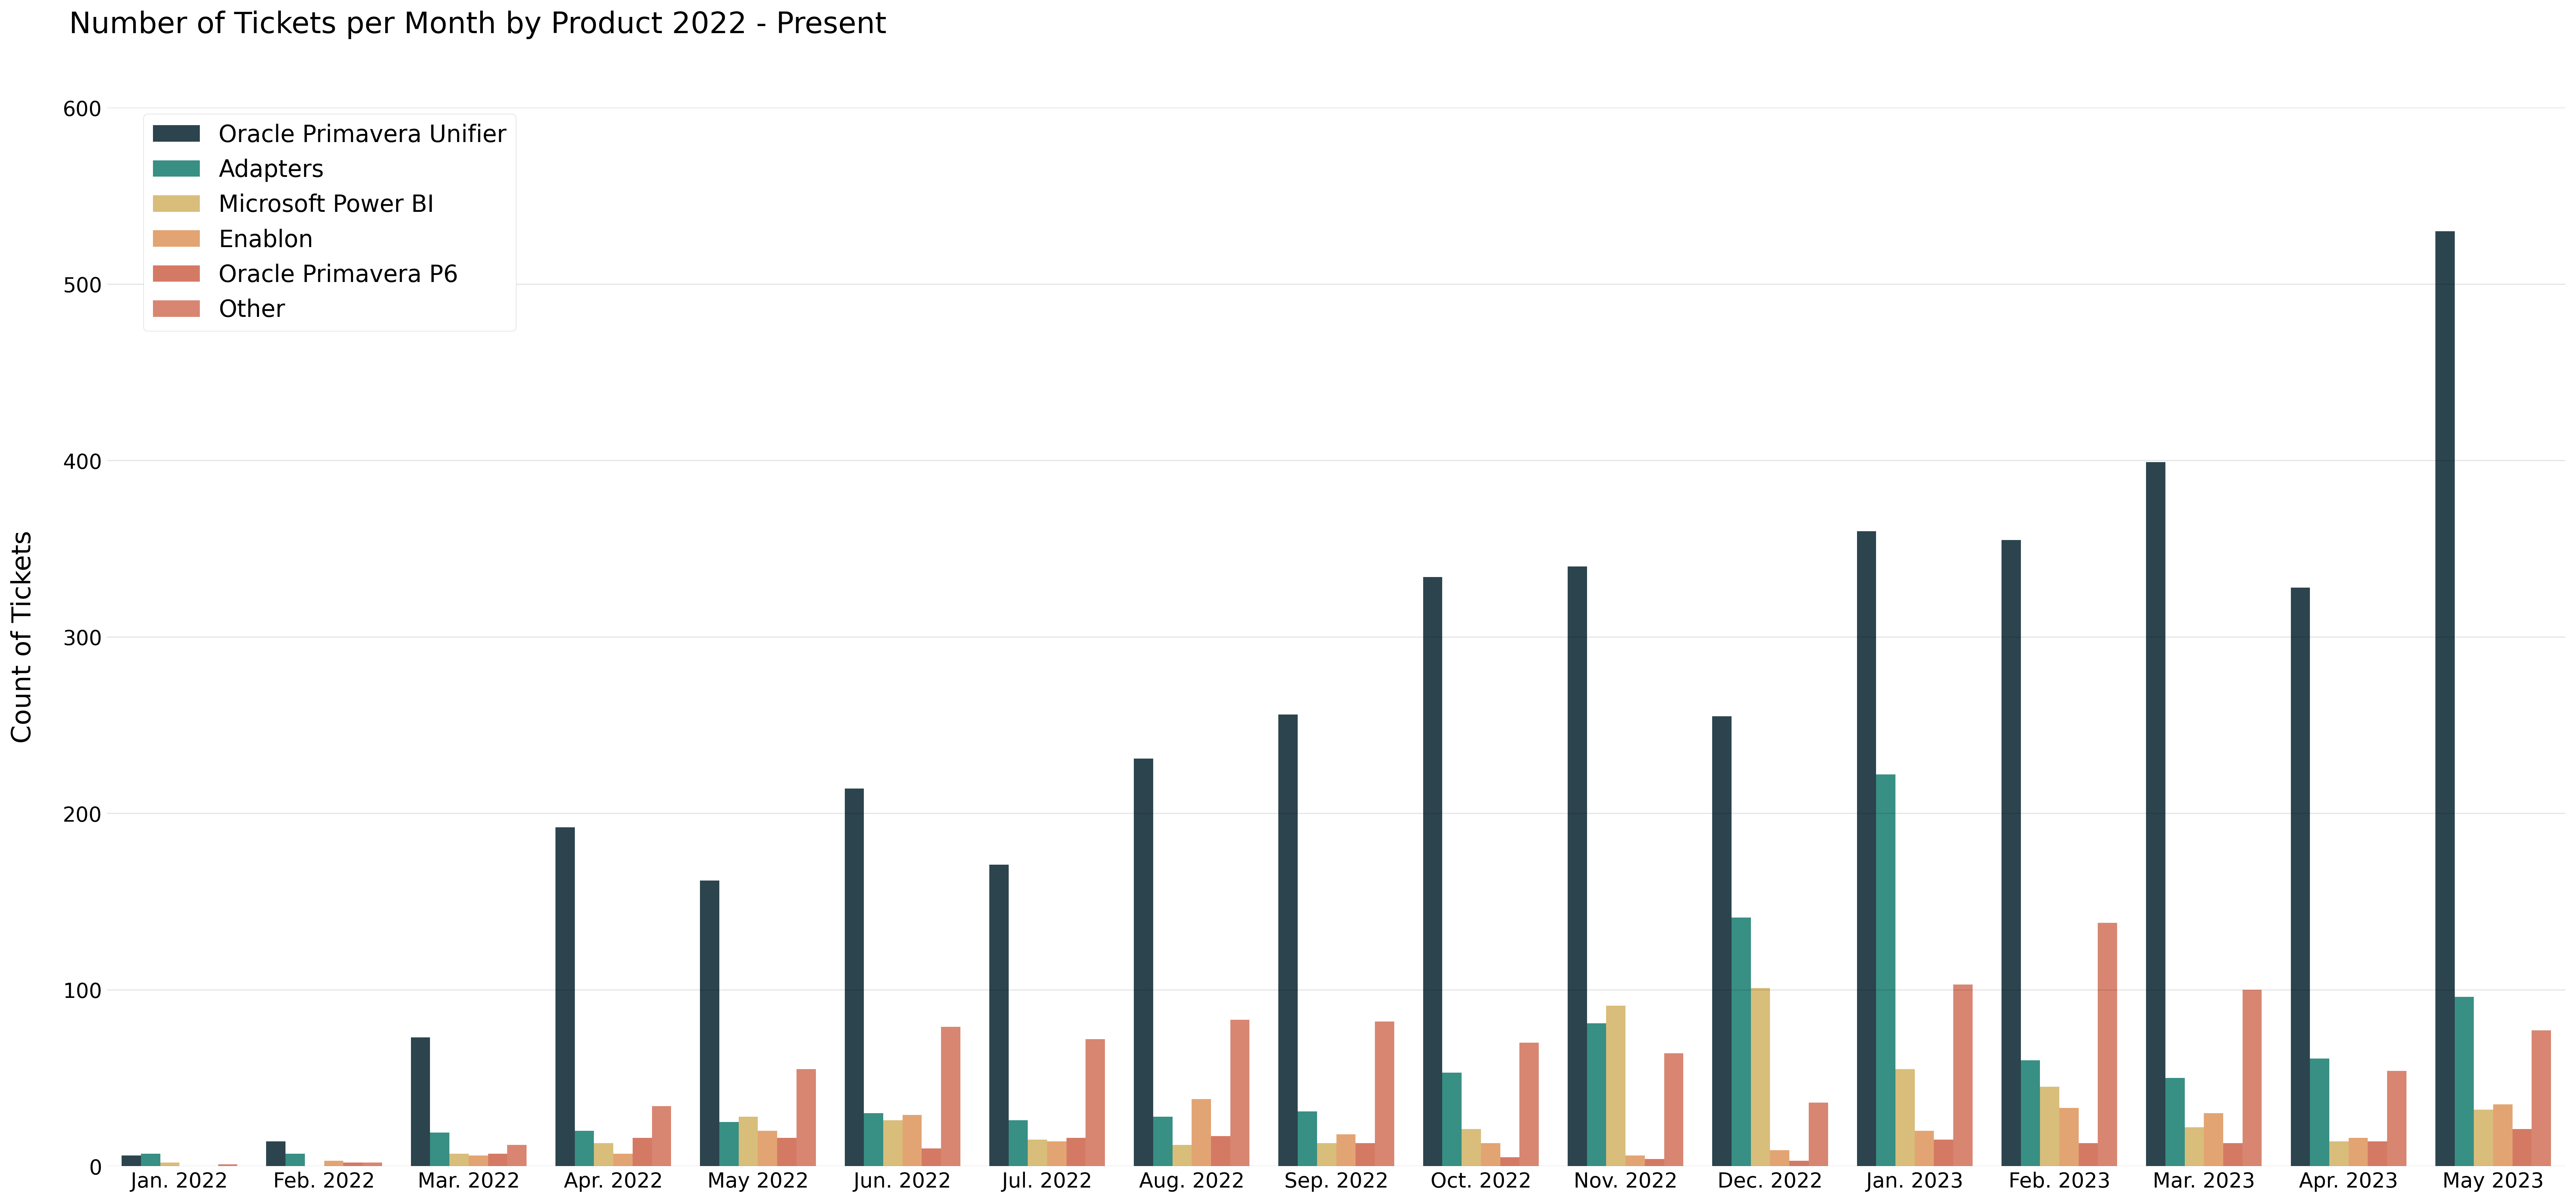 Number of Tickets per Month by Product 2022 - Present
600
Oracle Primavera Unifier
Adapters
Microsoft Power BI
Enablon
Oracle Primavera P6
Other
500
400
300
200
100
0
Count of Tickets
Jan. 2022 Feb. 2022 Mar. 2022 Apr. 2022 May 2022 Jun. 2022 Jul. 2022 Aug. 2022 Sep. 2022 Oct. 2022 Nov. 2022 Dec. 2022 Jan. 2023 Feb. 2023 Mar. 2023 Apr. 2023 May 2023